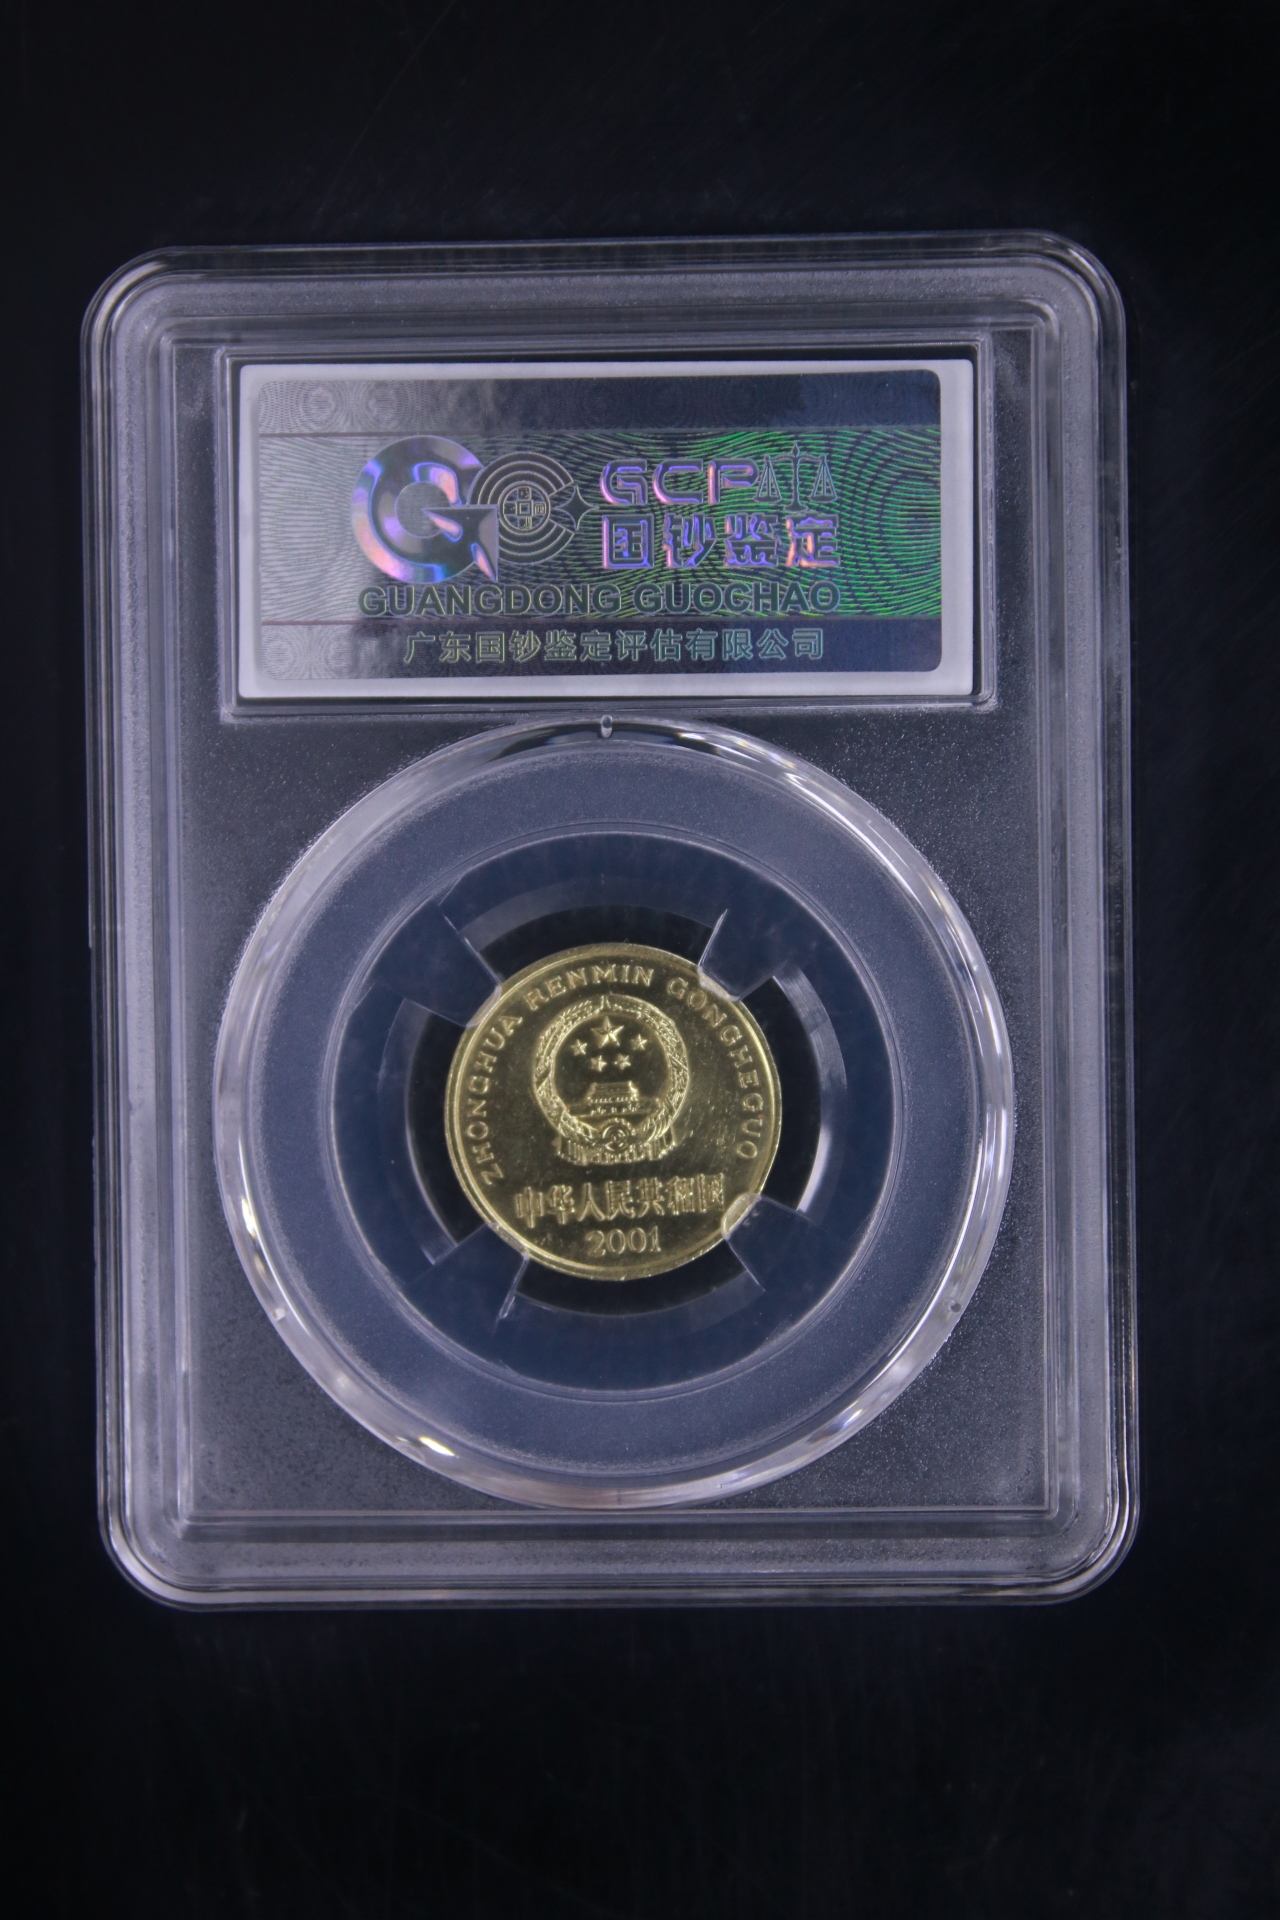 GCP
国钞鉴定
GUANGDONG GUOCHAO
广东国钞鉴定评估有限公司
ZHONGHUA RENMIN GONGHEGUO
中华人民共和国
2001